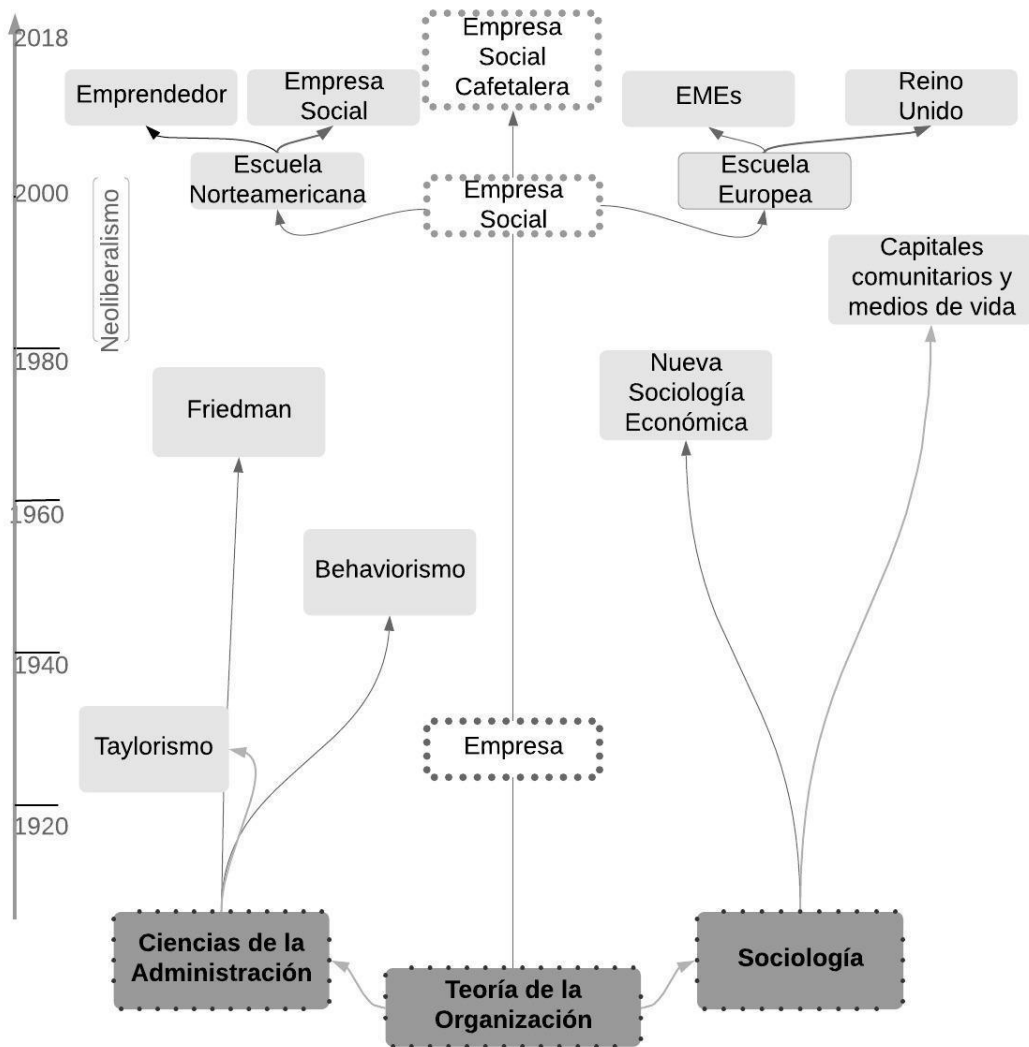 2018
Empresa
Social
Cafetalera
Emprendedor
Empresa
Social
EMEs
Reino
Unido
Escuela
Norteamericana
Empresa
Social
Escuela
Europea
2000
Neoliberalismo
Capitales
comunitarios y
medios de vida
1980
Friedman
Nueva
Sociología
Económica
1960
Behaviorismo
1940
Taylorismo
Empresa
1920
Ciencias de la
Administración
Sociología
Teoría de la
Organización